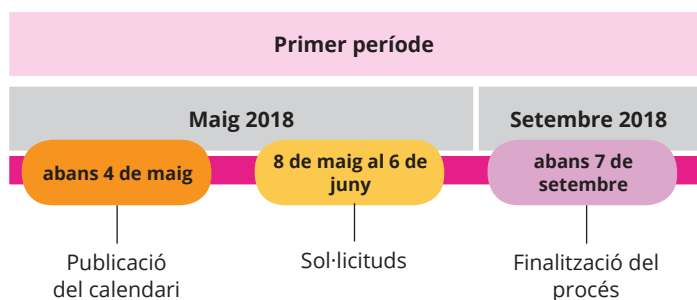 Primer període
Maig 2018
Setembre 2018
abans 4 de maig
8 de maig al 6 de
juny
abans 7 de
setembre
Publicació
del calendari
Sol·licituds
Finalització del
procés